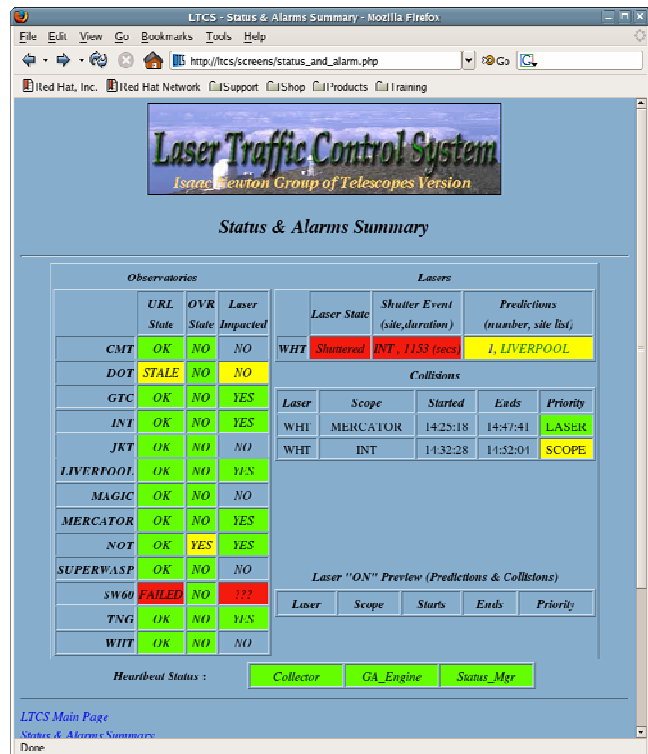 LTCS - Status & Alarms Summary - Mozilla Firefox
File Edit View Go Bookmarks Tools Help
http://ltcs/screens/status_and_alarm.php Go
Red Hat, Inc. Red Hat Network Support Shop Products Training
Laser Traffic Control System
Isaac Newton Group of Telescopes Version
Status & Alarms Summary
Observatories
URL State OVR State Laser Impacted
CMT OK NO NO
DOT STALE NO NO
GTC OK NO YES
INT OK NO YES
JKT OK NO NO
LIVERPOOL OK NO YES
MAGIC OK NO NO
MERCATOR OK NO YES
NOT OK YES YES
SUPERWASP OK NO NO
SW60 FAILED NO ???
TNG OK NO YES
WHT OK NO NO
Lasers
Laser State Shutter Event (site,duration) Predictions (number, site list)
WHT Shuttered INT , 1153 (secs) 1, LIVERPOOL
Collisions
Laser Scope Started Ends Priority
WHT MERCATOR 14:25:18 14:47:41 LASER
WHT INT 14:32:28 14:52:04 SCOPE
Laser "ON" Preview (Predictions & Collisions)
Laser Scope Starts Ends Priority
Heartbeat Status : Collector GA_Engine Status_Mgr
LTCS Main Page
Status & Alarms Summary
Done